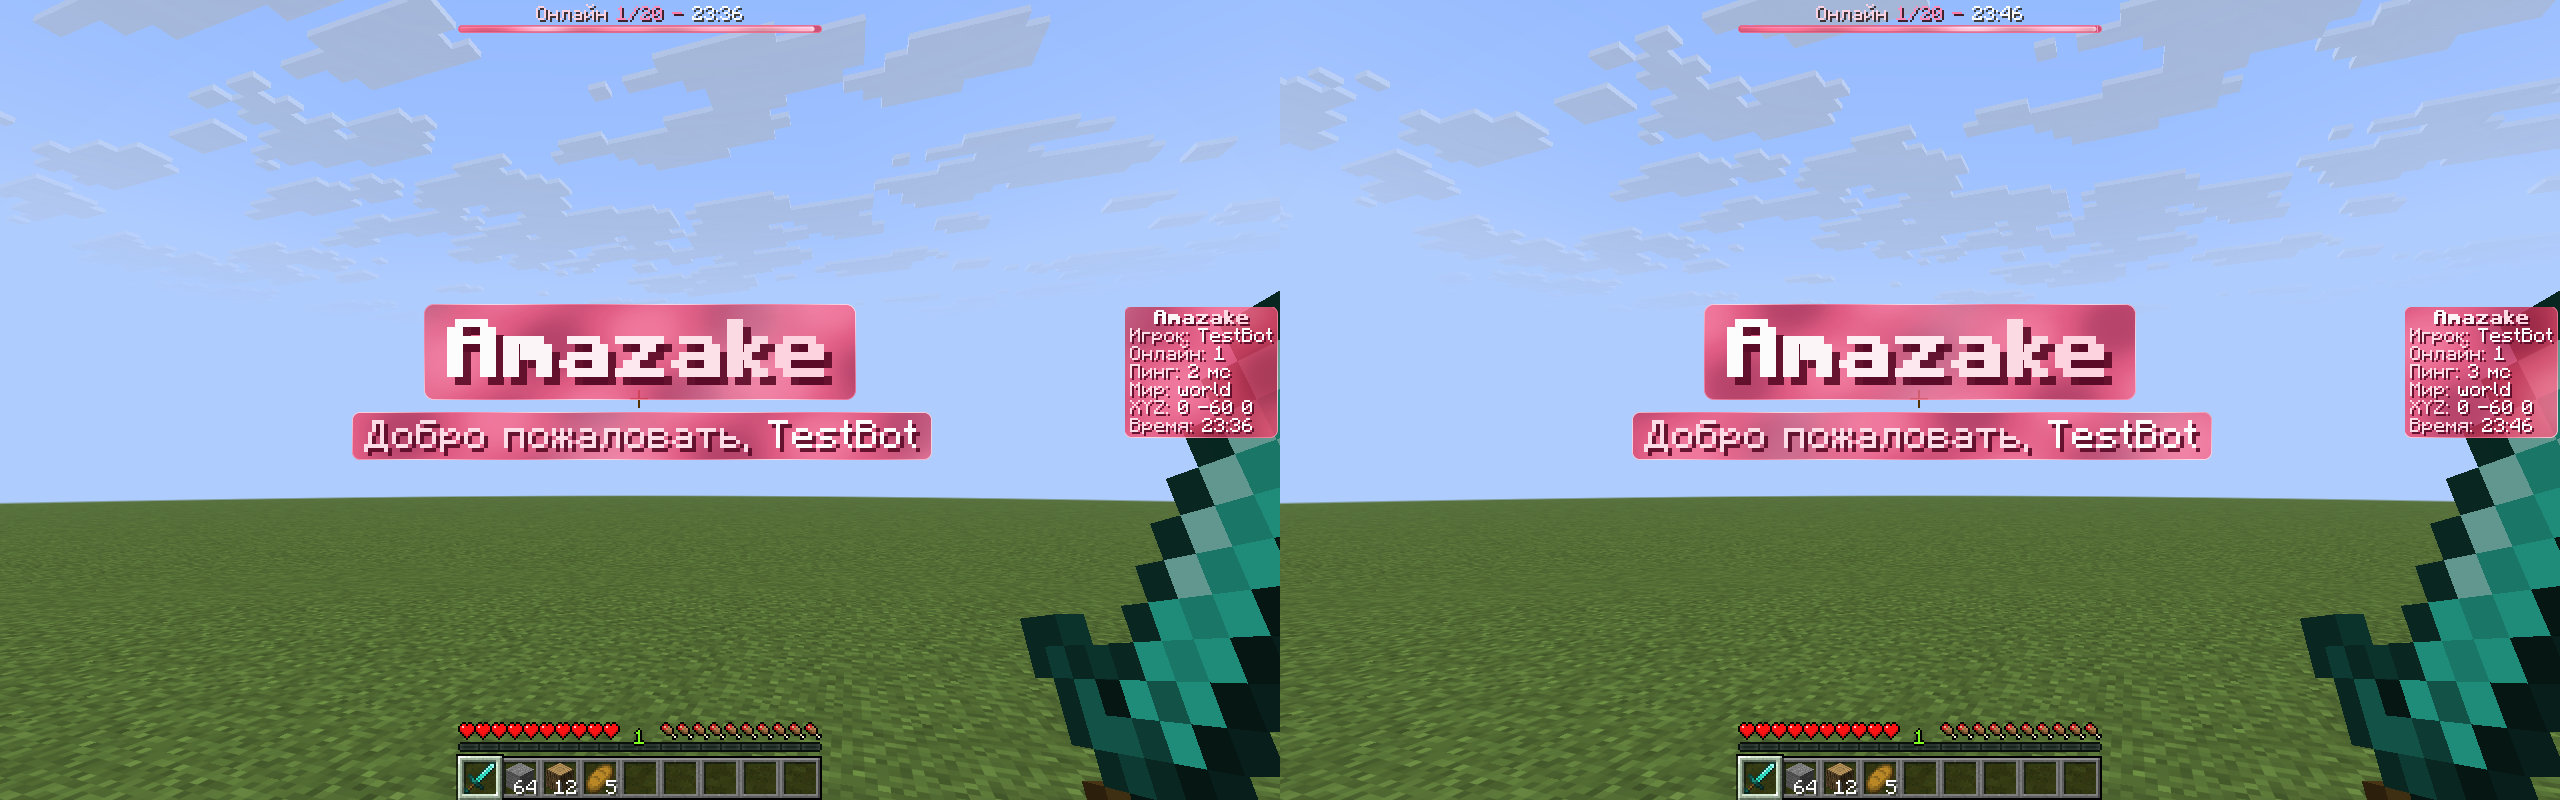 Онлайн 1/20 - 23:36
Amazake
Добро пожаловать, TestBot
Amazake
Игрок: TestBot
Онлайн: 1
Пинг: 2 мс
Мир: world
XYZ: 0 -60 0
Время: 23:36
1
64 12 5
Онлайн 1/20 - 23:46
Amazake
Добро пожаловать, TestBot
Amazake
Игрок: TestBot
Онлайн: 1
Пинг: 3 мс
Мир: world
XYZ: 0 -60 0
Время: 23:46
1
64 12 5